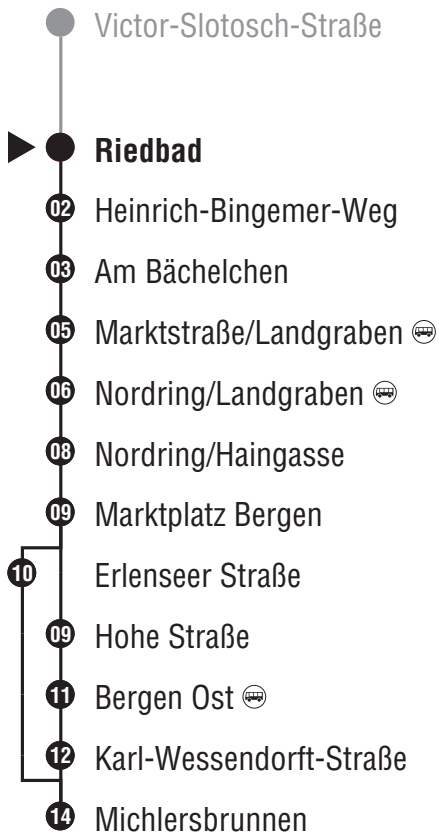 Victor-Slotosch-Straße
Riedbad
02 Heinrich-Bingemer-Weg
03 Am Bächelchen
05 Marktstraße/Landgraben
06 Nordring/Landgraben
08 Nordring/Haingasse
09 Marktplatz Bergen
10 Erlenseer Straße
09 Hohe Straße
11 Bergen Ost
12 Karl-Wessendorft-Straße
14 Michlersbrunnen